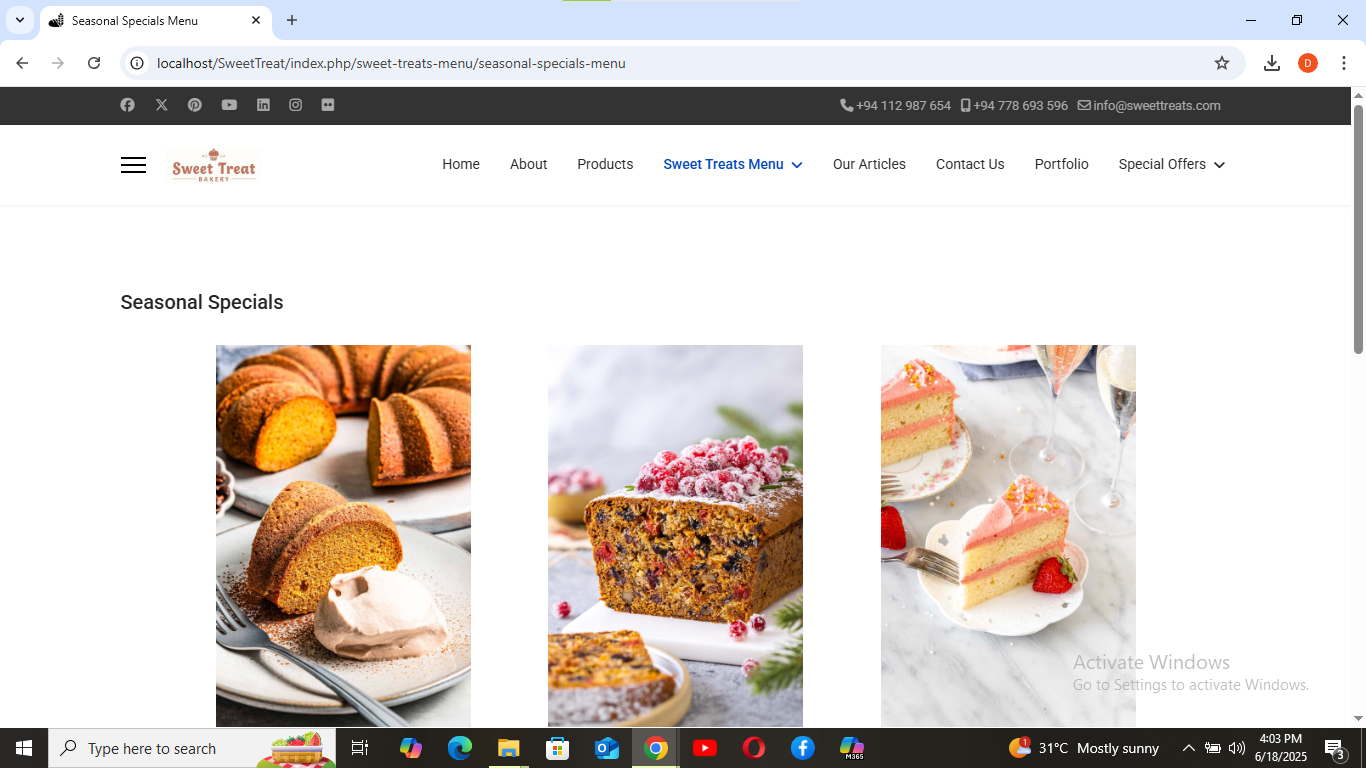 Seasonal Specials Menu
localhost/SweetTreat/index.php/sweet-treats-menu/seasonal-specials-menu
D
+94 112 987 654 +94 778 693 596 info@sweettreats.com
Sweet Treat
BAKERY
Home About Products Sweet Treats Menu Our Articles Contact Us Portfolio Special Offers
Seasonal Specials
Activate Windows
Go to Settings to activate Windows.
Type here to search
M365
1
31°C Mostly sunny
4:03 PM
6/18/2025
3